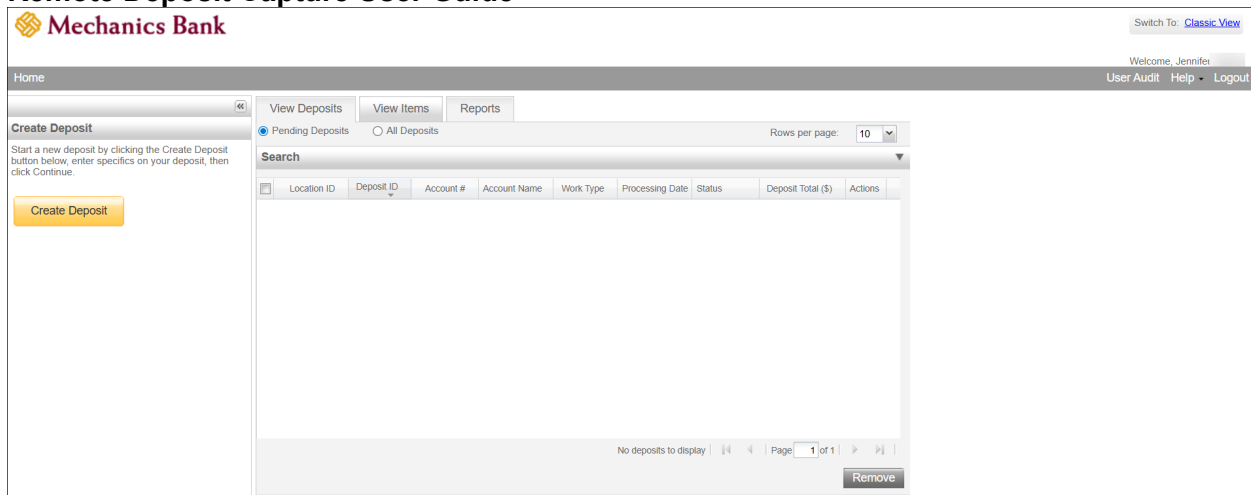 Remote Deposit Capture User Guide
Mechanics Bank
Switch To: Classic View
Welcome, Jennifer
Home
User Audit Help Logout
View Deposits View Items Reports
Create Deposit
Pending Deposits All Deposits Rows per page: 10
Start a new deposit by clicking the Create Deposit
button below, enter specifics on your deposit, then
click Continue.
Search
Location ID Deposit ID Account # Account Name Work Type Processing Date Status Deposit Total ($) Actions
Create Deposit
No deposits to display Page 1 of 1
Remove